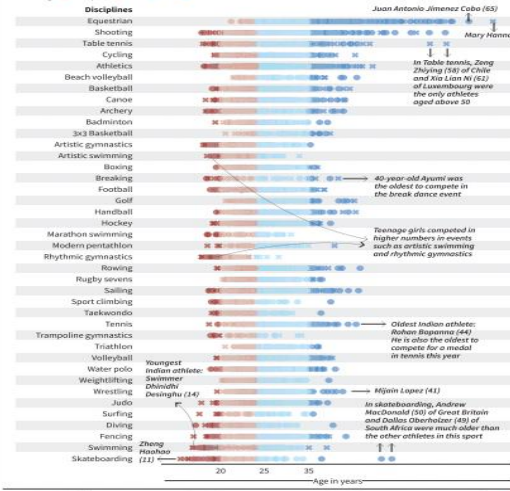 Disciplines
Juan Antonio Jimenez Cobo (65)
Equestrian
Shooting
Mary Hanna
Table tennis
Cycling
In Table tennis, Zeng
Zhiying (58) of Chile
and Xia Lian Ni (61)
of Luxembourg were
the only athletes
aged above 50
Athletics
Beach volleyball
Basketball
Canoe
Archery
Badminton
3x3 Basketball
Artistic gymnastics
Artistic swimming
Boxing
Breaking
40-year-old Ayumi was
the oldest to compete in
the break dance event
Football
Golf
Handball
Hockey
Marathon swimming
Teenage girls competed in
higher numbers in events
such as artistic swimming
and rhythmic gymnastics
Modern pentathlon
Rhythmic gymnastics
Rowing
Rugby sevens
Sailing
Sport climbing
Taekwondo
Tennis
Oldest Indian athlete:
Rohan Bapanna (44)
He is also the oldest to
compete for a medal
in tennis this year
Trampoline gymnastics
Triathlon
Volleyball
Youngest
Indian athlete:
Swimmer
Dhinidhi
Desinghu (14)
Water polo
Weightlifting
Wrestling
Mijain Lopez (41)
Judo
In skateboarding, Andrew
MacDonald (50) of Great Britain
and Dallas Oberholzer (49) of
South Africa were much older than
the other athletes in this sport
Surfing
Diving
Fencing
Swimming
Zheng
Haohao
(11)
Skateboarding
20 25 35
Age in years